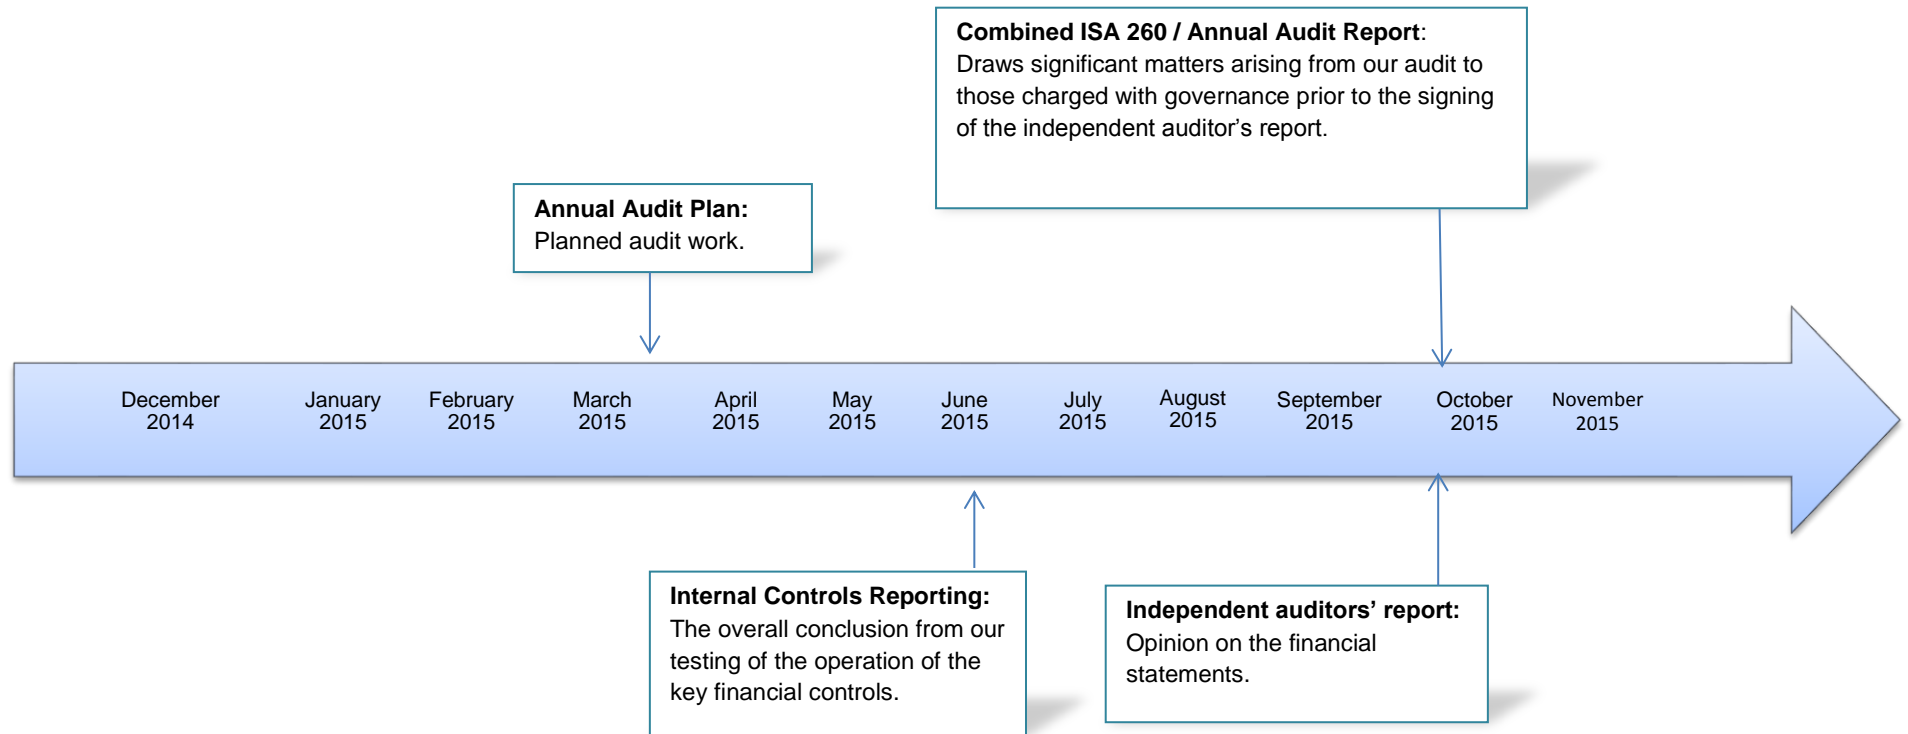 Combined ISA 260 / Annual Audit Report:
Draws significant matters arising from our audit to
those charged with governance prior to the signing
of the independent auditor’s report.
Annual Audit Plan:
Planned audit work.
December
2014
January
2015
February
2015
March
2015
April
2015
May
2015
June
2015
July
2015
August
2015
September
2015
October
2015
November
2015
Internal Controls Reporting:
The overall conclusion from our
testing of the operation of the
key financial controls.
Independent auditors’ report:
Opinion on the financial
statements.